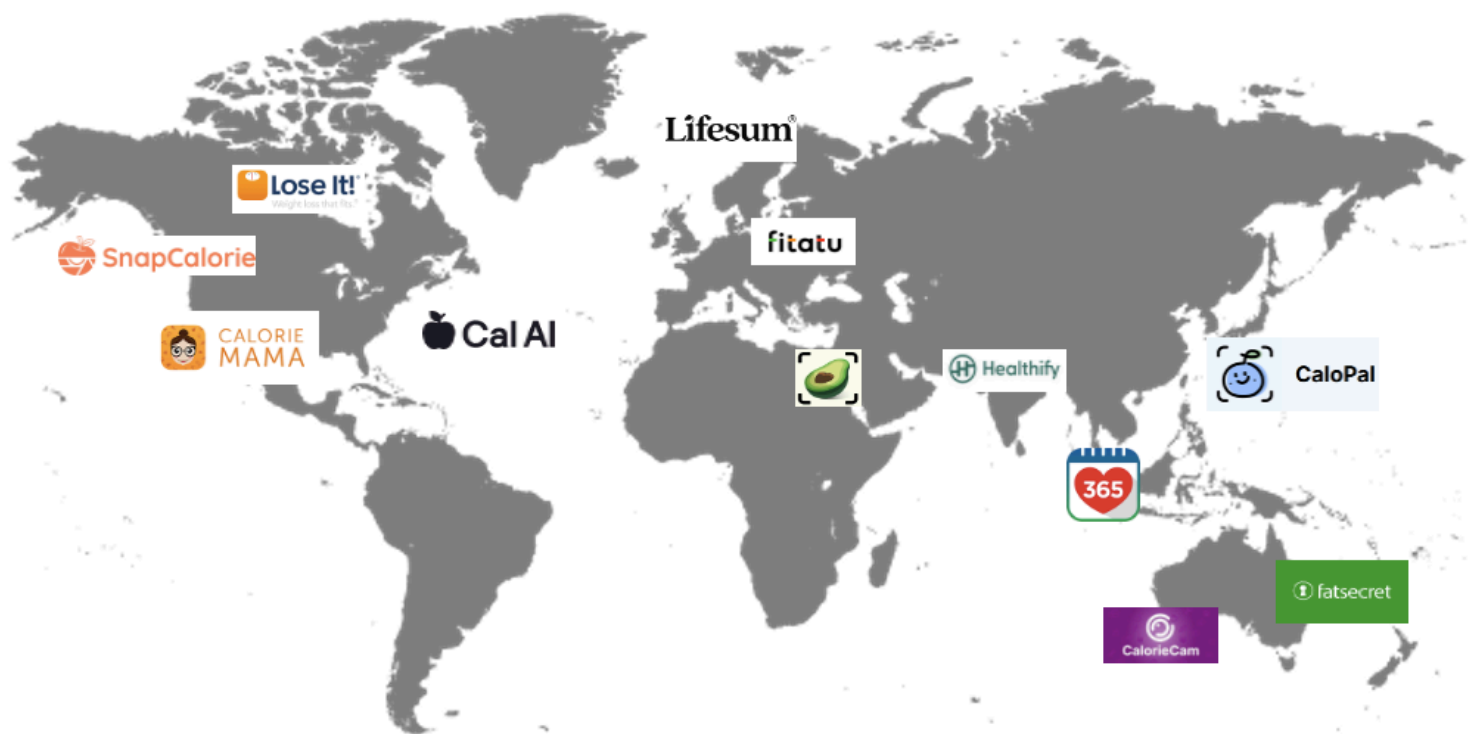 Lifesum®
Lose It!
Weight loss that fits.
SnapCalorie
fitatu
CALORIE
MAMA
Cal AI
Healthify
CaloPal
365
fatsecret
CalorieCam